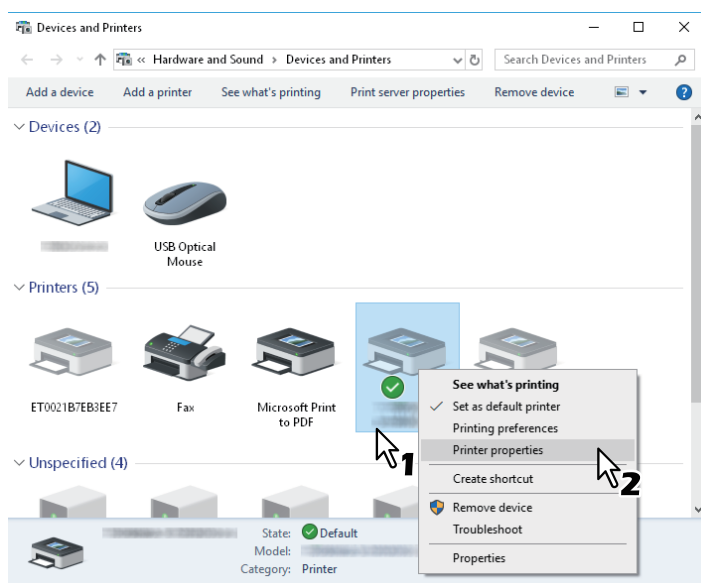 Devices and Printers
« Hardware and Sound > Devices and Printers
Search Devices and Printers
Add a device
Add a printer
See what's printing
Print server properties
Remove device
?
Devices (2)
USB Optical
Mouse
Printers (5)
ET0021B7EB3EE7
Fax
Microsoft Print
to PDF
1
See what's printing
Set as default printer
Printing preferences
Printer properties
2
Create shortcut
Remove device
Troubleshoot
Properties
Unspecified (4)
State: Default
Model:
Category: Printer